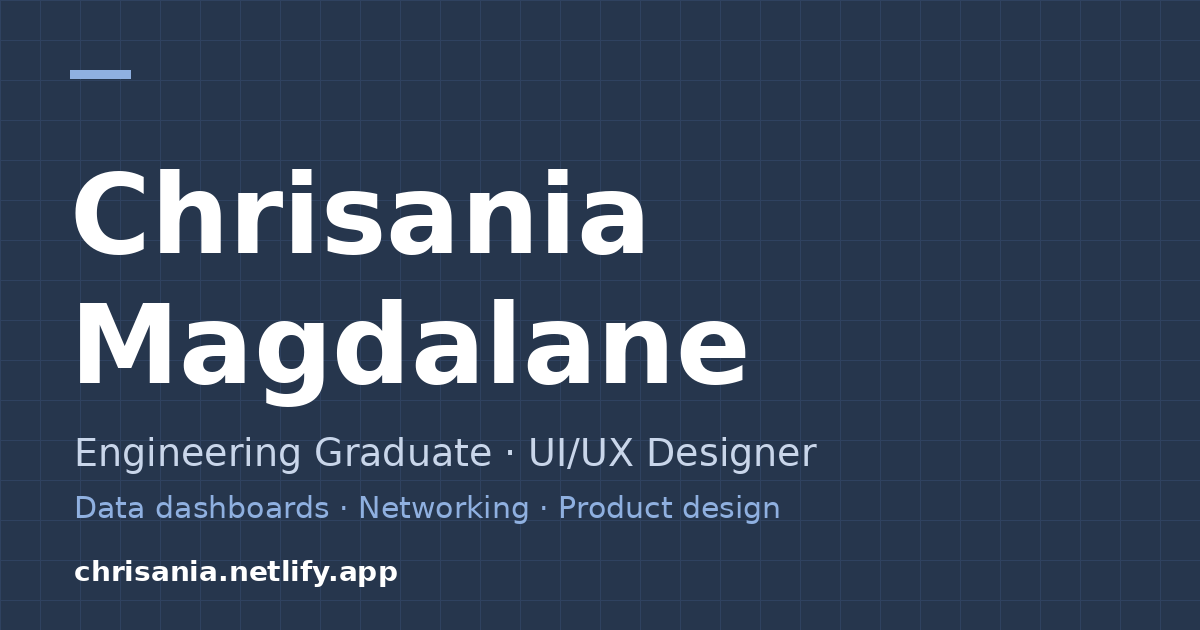 Chrisania
Magdalane
Engineering Graduate · UI/UX Designer
Data dashboards · Networking · Product design
chrisania.netlify.app